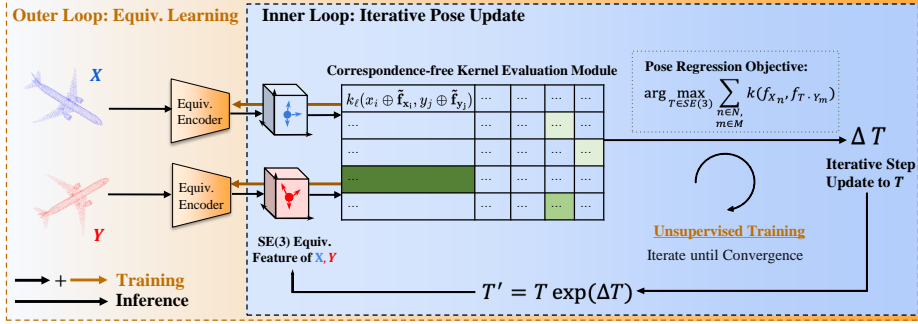 Outer Loop: Equiv. Learning
Inner Loop: Iterative Pose Update
X
Equiv.
Encoder
Y
Equiv.
Encoder
SE(3) Equiv.
Feature of X,Y
Correspondence-free Kernel Evaluation Module
k_ℓ(x_i ⊕ f̃_{x_i}, y_j ⊕ f̃_{y_j}) ... ... ... ...
... ... ... ... ...
... ... ... ... ...
... ... ... ... ...
... ... ... ... ...
Pose Regression Objective:
arg max_{T∈SE(3)} ∑_{n∈N, m∈M} k(f_{X_n}, f_{T·Y_m})
Δ T
Iterative Step
Update to T
Unsupervised Training
Iterate until Convergence
T′ = T exp(ΔT)
+ Training
Inference